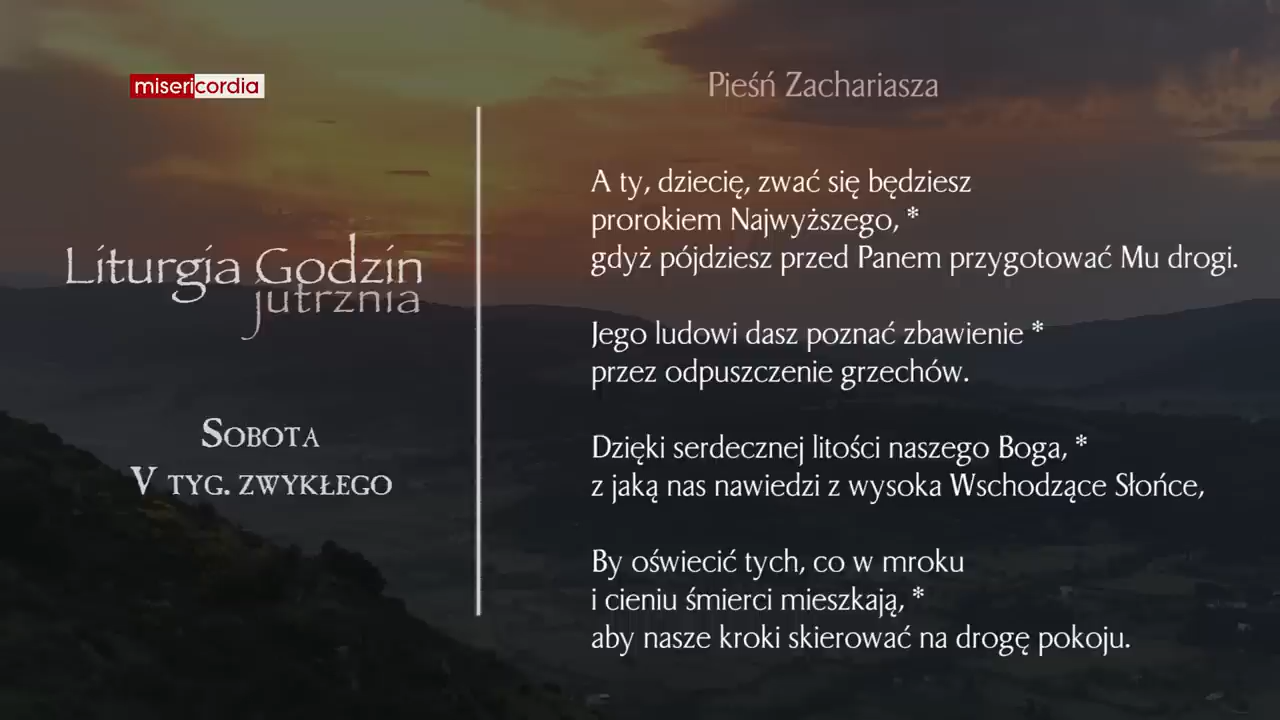 misericordia
Liturgia Godzin
jutrznia
Sobota
V tyg. zwykłego
Pieśń Zachariasza
A ty, dziecię, zwać się będziesz
prorokiem Najwyższego, *
gdyż pójdziesz przed Panem przygotować Mu drogi.
Jego ludowi dasz poznać zbawienie *
przez odpuszczenie grzechów.
Dzięki serdecznej litości naszego Boga, *
z jaką nas nawiedzi z wysoka Wschodzące Słońce,
By oświecić tych, co w mroku
i cieniu śmierci mieszkają, *
aby nasze kroki skierować na drogę pokoju.